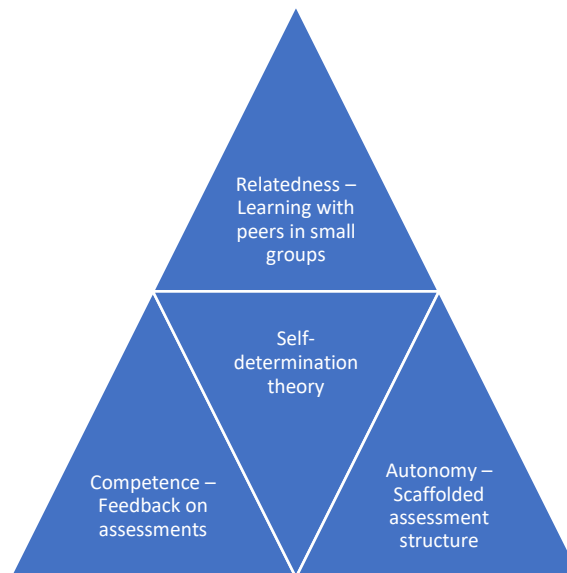 Relatedness –
Learning with
peers in small
groups
Self-
determination
theory
Competence –
Feedback on
assessments
Autonomy –
Scaffolded
assessment
structure